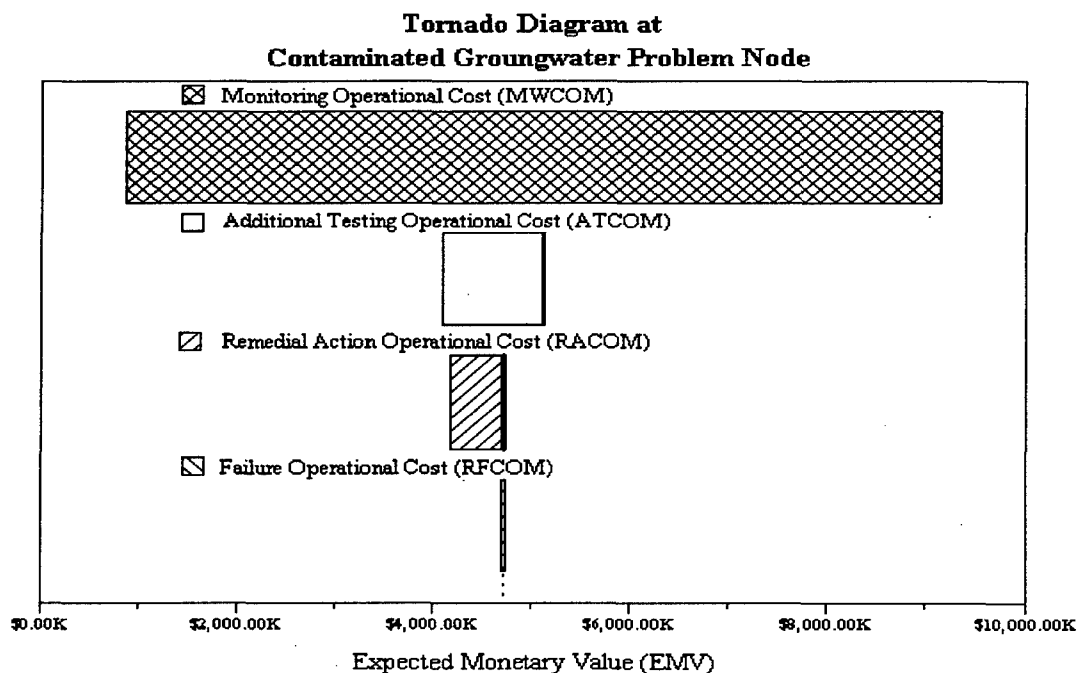 Tornado Diagram at
Contaminated Groungwater Problem Node
Monitoring Operational Cost (MWCOM)
Additional Testing Operational Cost (ATCOM)
Remedial Action Operational Cost (RACOM)
Failure Operational Cost (RFCOM)
$0.00K $2,000.00K $4,000.00K $6,000.00K $8,000.00K $10,000.00K
Expected Monetary Value (EMV)